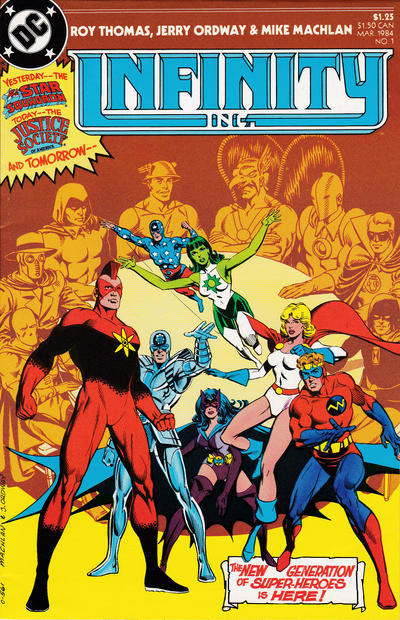 DC
ROY THOMAS, JERRY ORDWAY & MIKE MACHLAN
$1.25
$1.50 CAN
MAR. 1984
NO. 1
INFINITY
INC.
YESTERDAY--THE
STAR
SQUADRON
TODAY--THE
JUSTICE
SOCIETY
OF AMERICA
AND TOMORROW--
W
MACHLAN & J. ORDWAY
The NEW GENERATION
OF SUPER-HEROES
IS HERE!